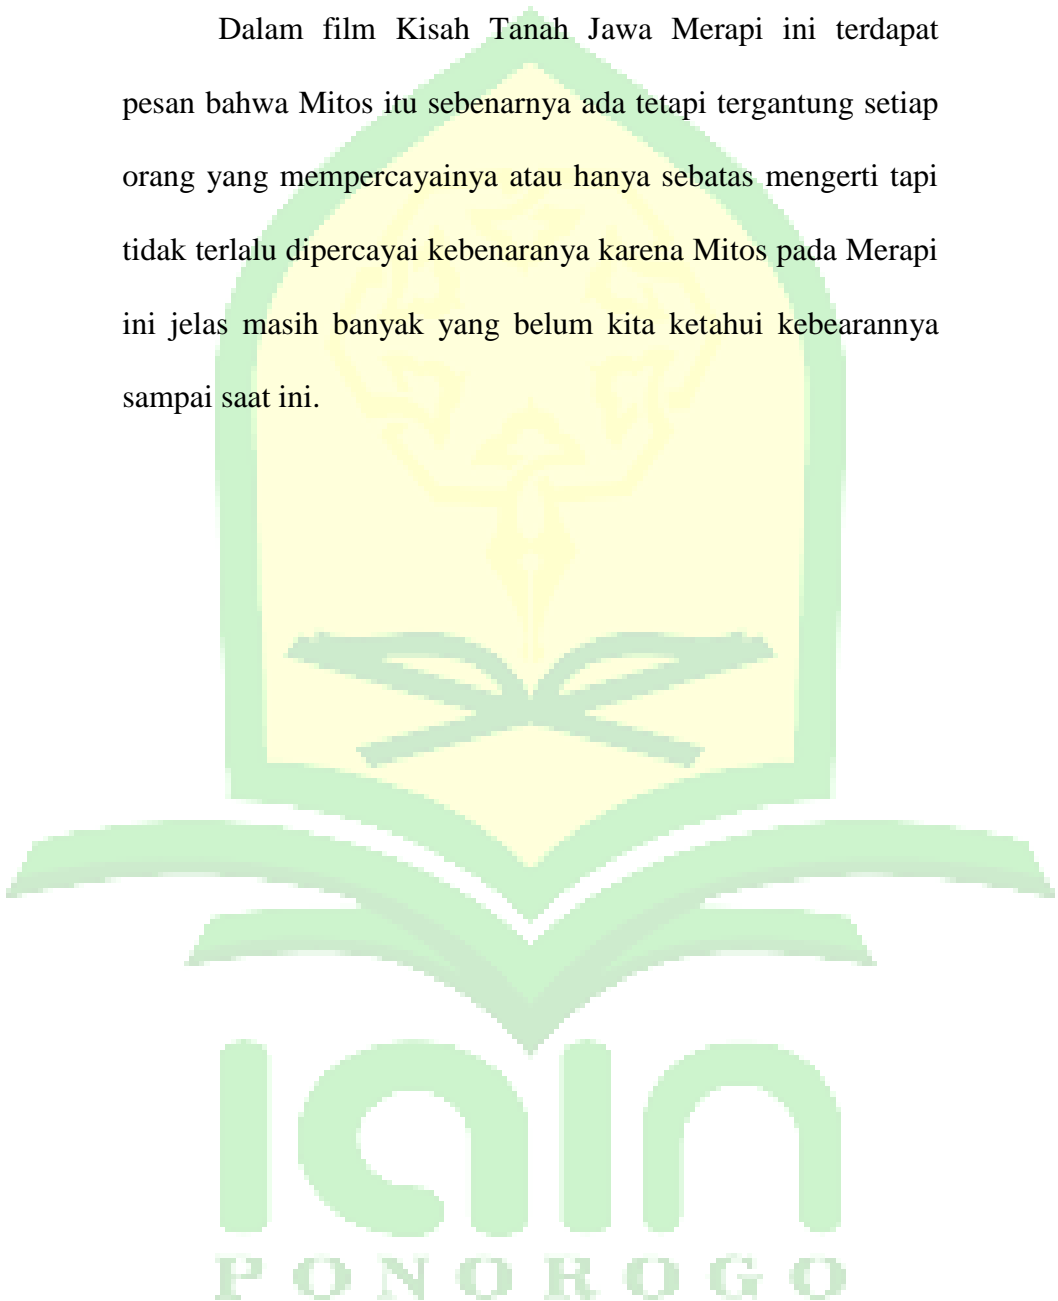 Dalam film Kisah Tanah Jawa Merapi ini terdapat
pesan bahwa Mitos itu sebenarnya ada tetapi tergantung setiap
orang yang mempercayainya atau hanya sebatas mengerti tapi
tidak terlalu dipercayai kebenaranya karena Mitos pada Merapi
ini jelas masih banyak yang belum kita ketahui kebearannya
sampai saat ini.
iain
PONOROGO